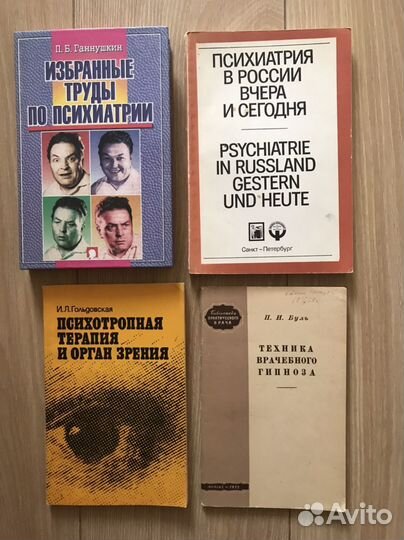 П. Б. Ганнушкин
ИЗБРАННЫЕ
ТРУДЫ
ПО ПСИХИАТРИИ
ПСИХИАТРИЯ
В РОССИИ
ВЧЕРА
И СЕГОДНЯ
PSYCHIATRIE
IN RUSSLAND
GESTERN
UND HEUTE
Санкт-Петербург
И.Л.Гольдовская
ПСИХОТРОПНАЯ
ТЕРАПИЯ
И ОРГАН ЗРЕНИЯ
Библиотека
ПРАКТИЧЕСКОГО
ВРАЧА
П. И. Буль
ТЕХНИКА
ВРАЧЕБНОГО
ГИПНОЗА
Avito